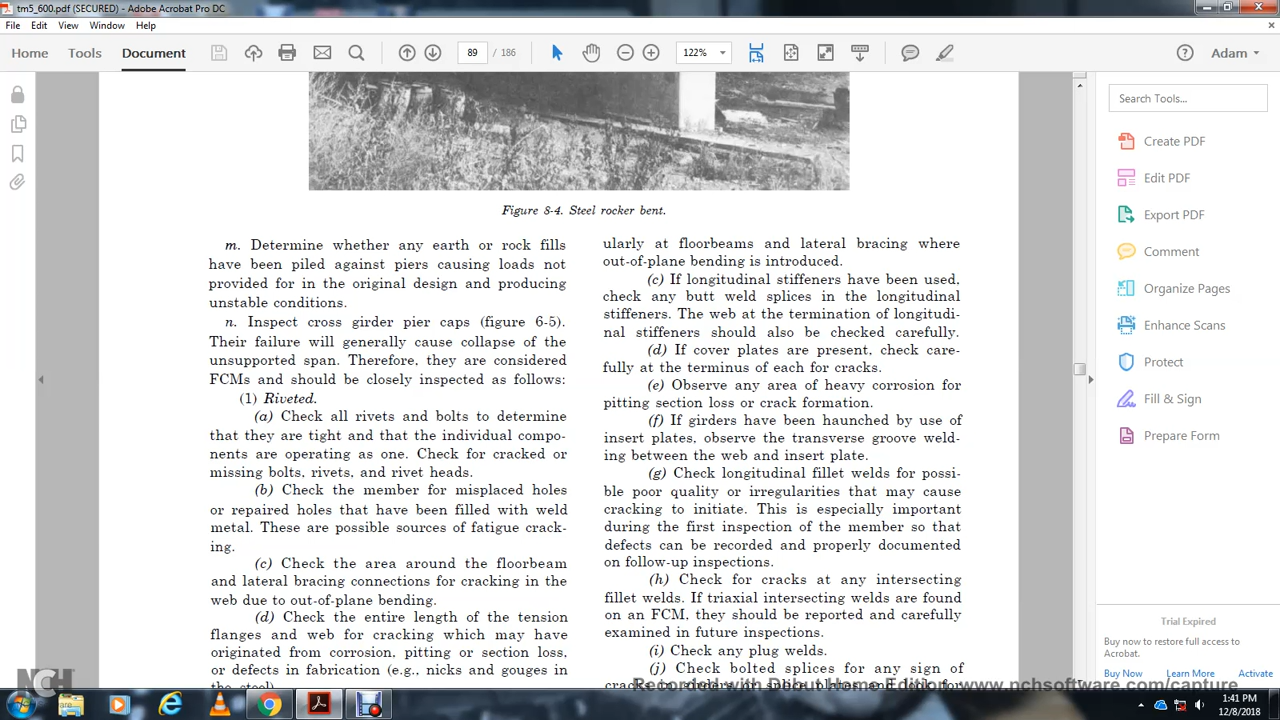 tm5_600.pdf (SECURED) - Adobe Acrobat Pro DC
File Edit View Window Help
Home Tools Document 89 / 186 122% Adam
Figure 8-4. Steel rocker bent.
m. Determine whether any earth or rock fills
have been piled against piers causing loads not
provided for in the original design and producing
unstable conditions.
n. Inspect cross girder pier caps (figure 6-5).
Their failure will generally cause collapse of the
unsupported span. Therefore, they are considered
FCMs and should be closely inspected as follows:
(1) Riveted.
(a) Check all rivets and bolts to determine
that they are tight and that the individual compo-
nents are operating as one. Check for cracked or
missing bolts, rivets, and rivet heads.
(b) Check the member for misplaced holes
or repaired holes that have been filled with weld
metal. These are possible sources of fatigue crack-
ing.
(c) Check the area around the floorbeam
and lateral bracing connections for cracking in the
web due to out-of-plane bending.
(d) Check the entire length of the tension
flanges and web for cracking which may have
originated from corrosion, pitting or section loss,
or defects in fabrication (e.g., nicks and gouges in
the steel).
ularly at floorbeams and lateral bracing where
out-of-plane bending is introduced.
(c) If longitudinal stiffeners have been used,
check any butt weld splices in the longitudinal
stiffeners. The web at the termination of longitudi-
nal stiffeners should also be checked carefully.
(d) If cover plates are present, check care-
fully at the terminus of each for cracks.
(e) Observe any area of heavy corrosion for
pitting section loss or crack formation.
(f) If girders have been haunched by use of
insert plates, observe the transverse groove weld-
ing between the web and insert plate.
(g) Check longitudinal fillet welds for possi-
ble poor quality or irregularities that may cause
cracking to initiate. This is especially important
during the first inspection of the member so that
defects can be recorded and properly documented
on follow-up inspections.
(h) Check for cracks at any intersecting
fillet welds. If triaxial intersecting welds are found
on an FCM, they should be reported and carefully
examined in future inspections.
(i) Check any plug welds.
(j) Check bolted splices for any sign of
Search Tools...
Create PDF
Edit PDF
Export PDF
Comment
Organize Pages
Enhance Scans
Protect
Fill & Sign
Prepare Form
Trial Expired
Buy now to restore full access to
Acrobat.
Buy Now Learn More Activate
NCH
Recorded with Debut Home Edition www.nchsoftware.com/capture
1:41 PM
12/8/2018